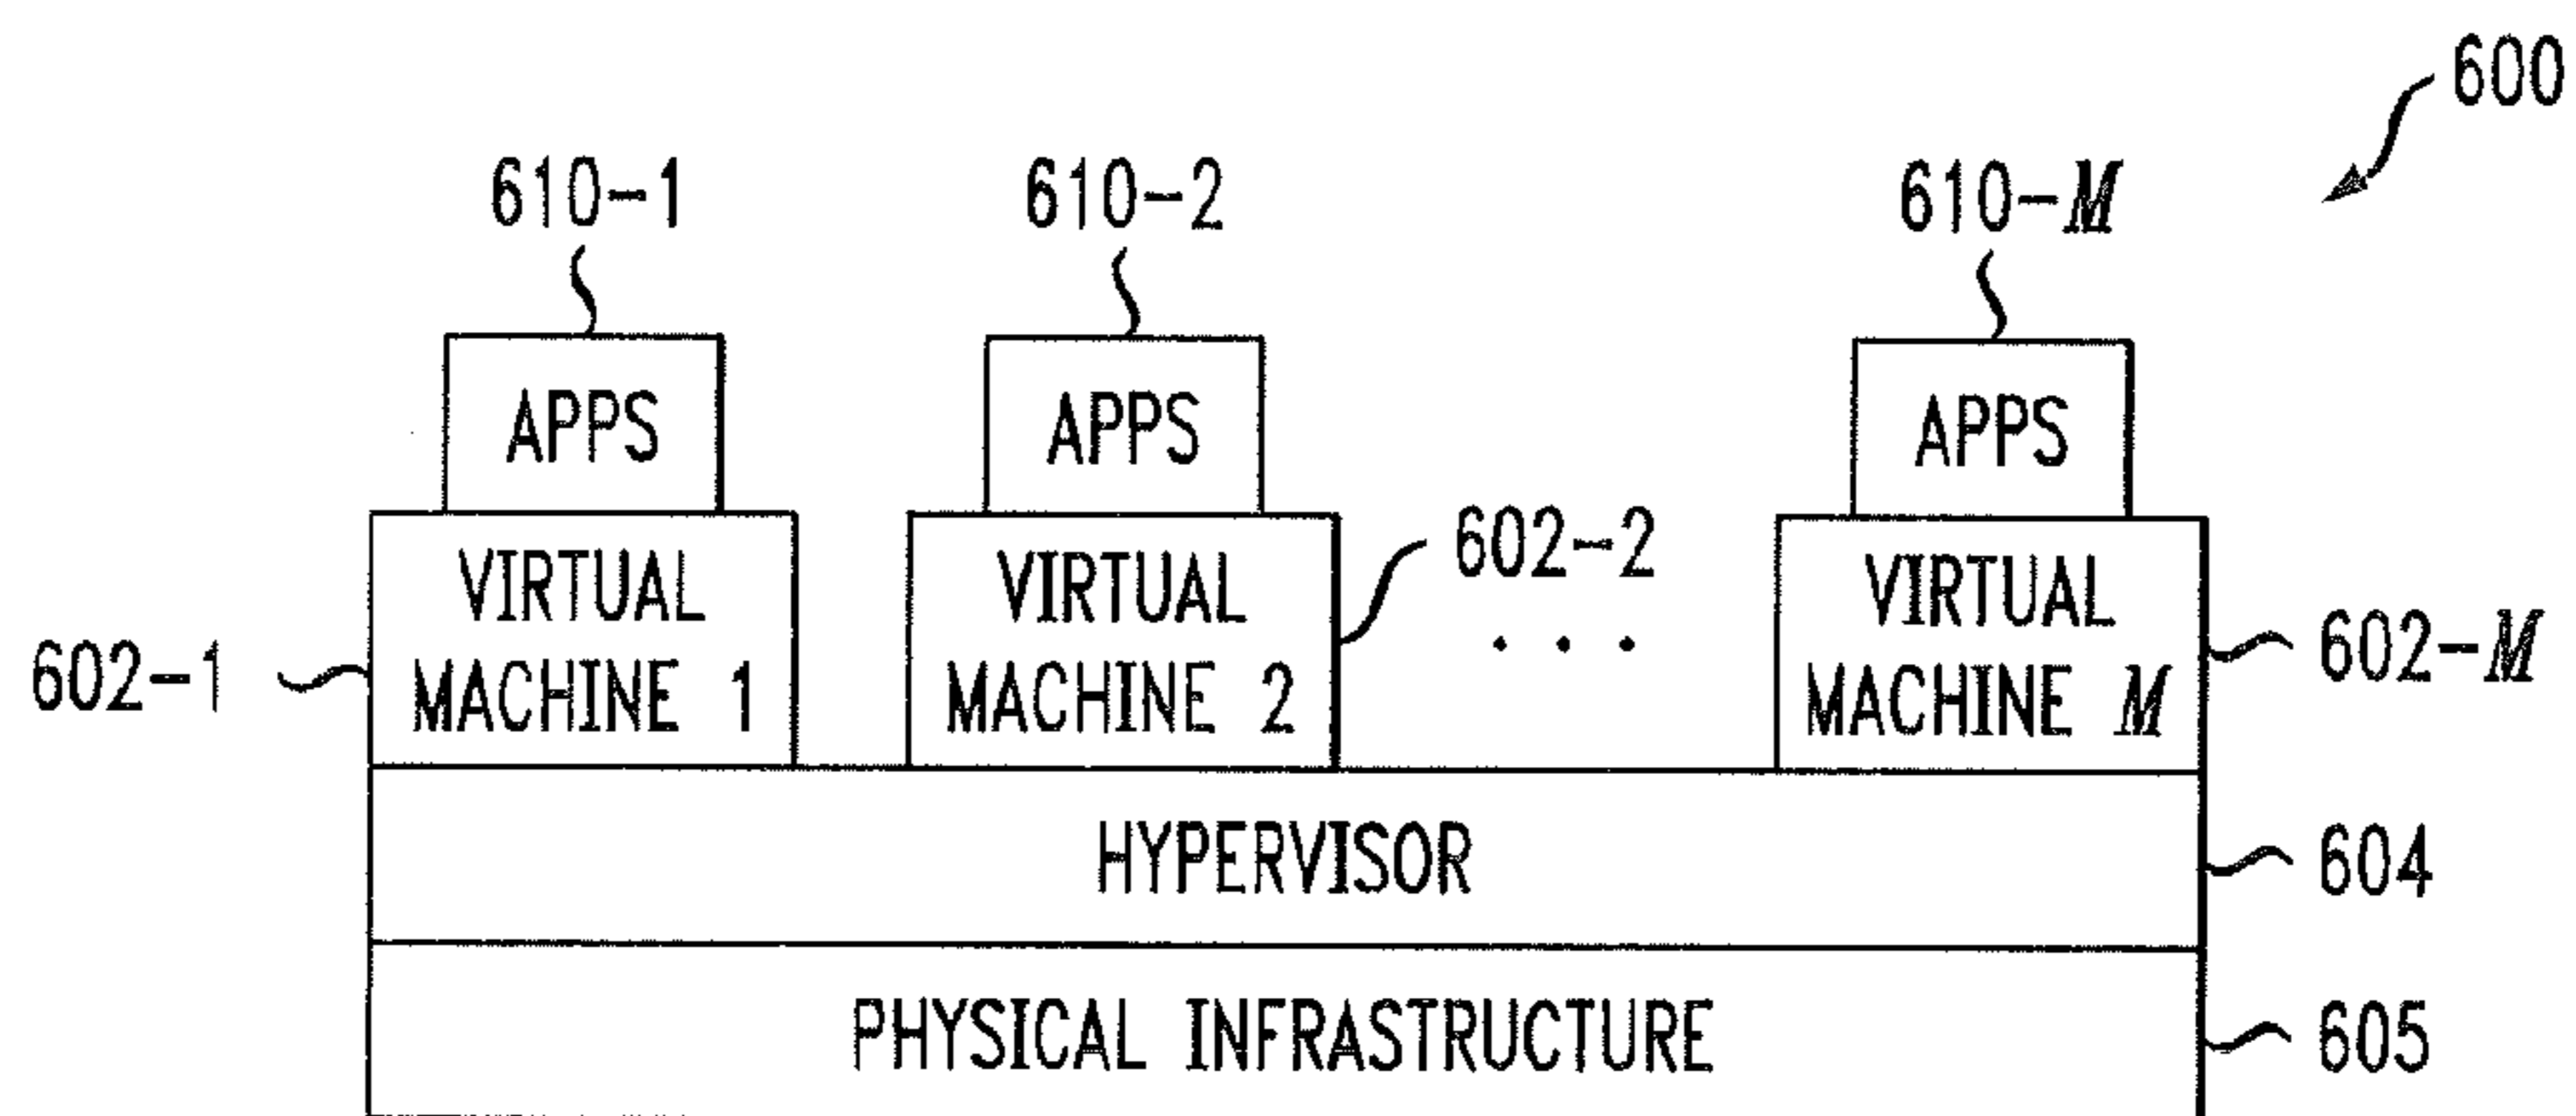 600
610-1 610-2 610-M
APPS APPS APPS
602-2
VIRTUAL VIRTUAL VIRTUAL
602-1 MACHINE 1 MACHINE 2 . . . MACHINE M 602-M
HYPERVISOR 604
PHYSICAL INFRASTRUCTURE 605